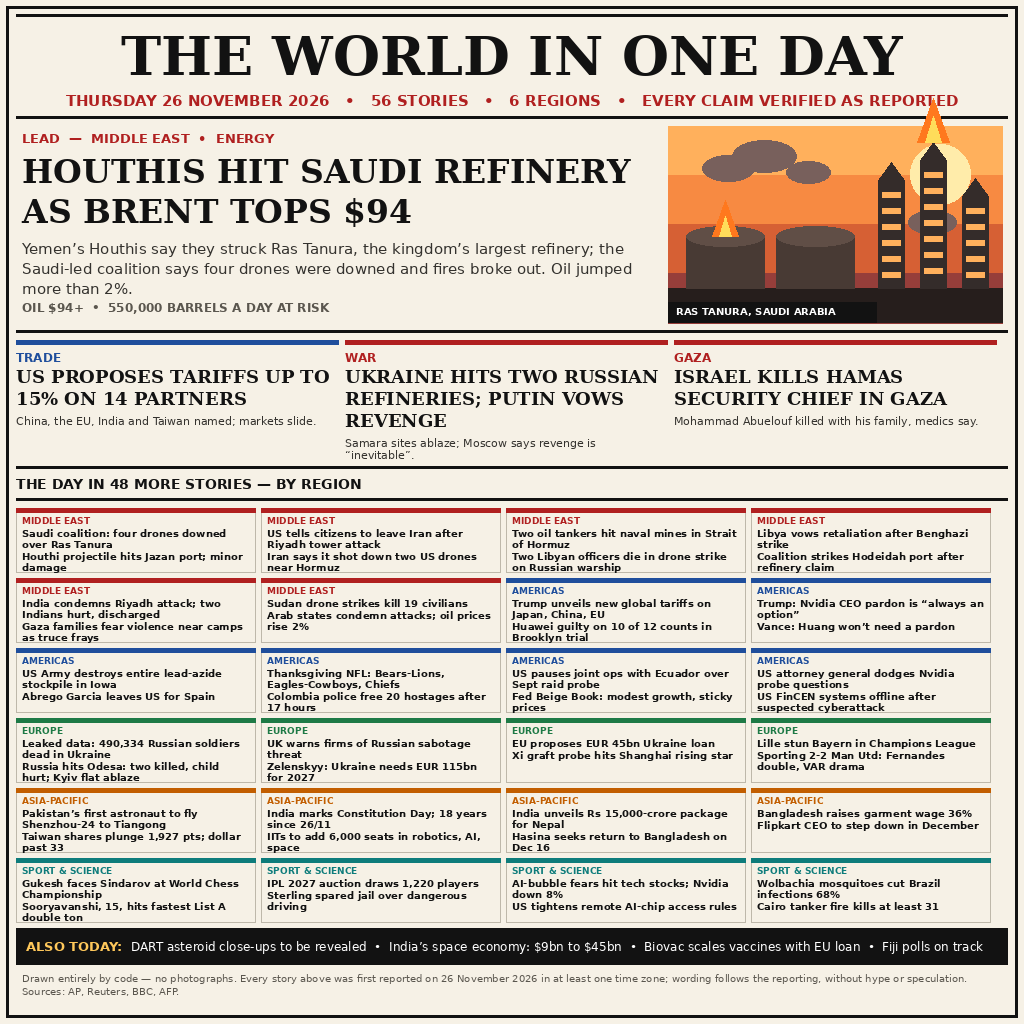 THE WORLD IN ONE DAY
THURSDAY 26 NOVEMBER 2026 • 56 STORIES • 6 REGIONS • EVERY CLAIM VERIFIED AS REPORTED
LEAD — MIDDLE EAST • ENERGY
HOUTHIS HIT SAUDI REFINERY
AS BRENT TOPS $94
Yemen’s Houthis say they struck Ras Tanura, the kingdom’s largest refinery; the
Saudi-led coalition says four drones were downed and fires broke out. Oil jumped
more than 2%.
OIL $94+ • 550,000 BARRELS A DAY AT RISK
RAS TANURA, SAUDI ARABIA
TRADE
US PROPOSES TARIFFS UP TO
15% ON 14 PARTNERS
China, the EU, India and Taiwan named; markets slide.
WAR
UKRAINE HITS TWO RUSSIAN
REFINERIES; PUTIN VOWS
REVENGE
Samara sites ablaze; Moscow says revenge is
“inevitable”.
GAZA
ISRAEL KILLS HAMAS
SECURITY CHIEF IN GAZA
Mohammad Abuelouf killed with his family, medics say.
THE DAY IN 48 MORE STORIES — BY REGION
MIDDLE EAST
Saudi coalition: four drones downed
over Ras Tanura
Houthi projectile hits Jazan port; minor
damage
MIDDLE EAST
US tells citizens to leave Iran after
Riyadh tower attack
Iran says it shot down two US drones
near Hormuz
MIDDLE EAST
Two oil tankers hit naval mines in Strait
of Hormuz
Two Libyan officers die in drone strike
on Russian warship
MIDDLE EAST
Libya vows retaliation after Benghazi
strike
Coalition strikes Hodeidah port after
refinery claim
MIDDLE EAST
India condemns Riyadh attack; two
Indians hurt, discharged
Gaza families fear violence near camps
as truce frays
MIDDLE EAST
Sudan drone strikes kill 19 civilians
Arab states condemn attacks; oil prices
rise 2%
AMERICAS
Trump unveils new global tariffs on
Japan, China, EU
Huawei guilty on 10 of 12 counts in
Brooklyn trial
AMERICAS
Trump: Nvidia CEO pardon is “always an
option”
Vance: Huang won’t need a pardon
AMERICAS
US Army destroys entire lead-azide
stockpile in Iowa
Abrego Garcia leaves US for Spain
AMERICAS
Thanksgiving NFL: Bears-Lions,
Eagles-Cowboys, Chiefs
Colombia police free 20 hostages after
17 hours
AMERICAS
US pauses joint ops with Ecuador over
Sept raid probe
Fed Beige Book: modest growth, sticky
prices
AMERICAS
US attorney general dodges Nvidia
probe questions
US FinCEN systems offline after
suspected cyberattack
EUROPE
Leaked data: 490,334 Russian soldiers
dead in Ukraine
Russia hits Odesa: two killed, child
hurt; Kyiv flat ablaze
EUROPE
UK warns firms of Russian sabotage
threat
Zelenskyy: Ukraine needs EUR 115bn
for 2027
EUROPE
EU proposes EUR 45bn Ukraine loan
Xi graft probe hits Shanghai rising star
EUROPE
Lille stun Bayern in Champions League
Sporting 2-2 Man Utd: Fernandes
double, VAR drama
ASIA-PACIFIC
Pakistan’s first astronaut to fly
Shenzhou-24 to Tiangong
Taiwan shares plunge 1,927 pts; dollar
past 33
ASIA-PACIFIC
India marks Constitution Day; 18 years
since 26/11
IITs to add 6,000 seats in robotics, AI,
space
ASIA-PACIFIC
India unveils Rs 15,000-crore package
for Nepal
Hasina seeks return to Bangladesh on
Dec 16
ASIA-PACIFIC
Bangladesh raises garment wage 36%
Flipkart CEO to step down in December
SPORT & SCIENCE
Gukesh faces Sindarov at World Chess
Championship
Sooryavanshi, 15, hits fastest List A
double ton
SPORT & SCIENCE
IPL 2027 auction draws 1,220 players
Sterling spared jail over dangerous
driving
SPORT & SCIENCE
AI-bubble fears hit tech stocks; Nvidia
down 8%
US tightens remote AI-chip access rules
SPORT & SCIENCE
Wolbachia mosquitoes cut Brazil
infections 68%
Cairo tanker fire kills at least 31
ALSO TODAY: DART asteroid close-ups to be revealed • India’s space economy: $9bn to $45bn • Biovac scales vaccines with EU loan • Fiji polls on track
Drawn entirely by code — no photographs. Every story above was first reported on 26 November 2026 in at least one time zone; wording follows the reporting, without hype or speculation.
Sources: AP, Reuters, BBC, AFP.